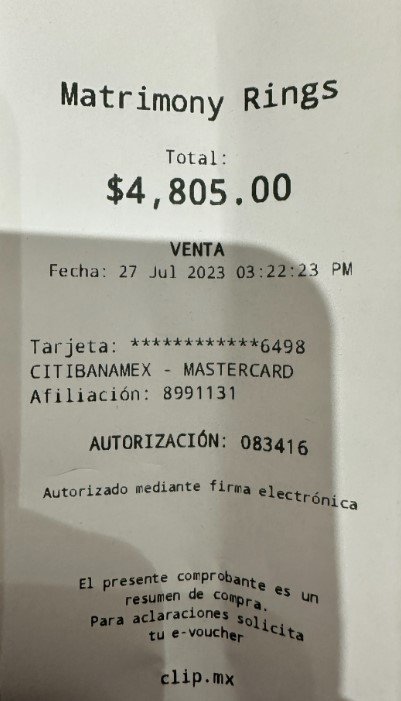 Matrimony Rings
Total:
$4,805.00
VENTA
Fecha: 27 Jul 2023 03:22:23 PM
Tarjeta: ************6498
CITIBANAMEX - MASTERCARD
Afiliación: 8991131
AUTORIZACIÓN: 083416
Autorizado mediante firma electrónica
El presente comprobante es un
resumen de compra.
Para aclaraciones solicita
tu e-voucher
clip.mx